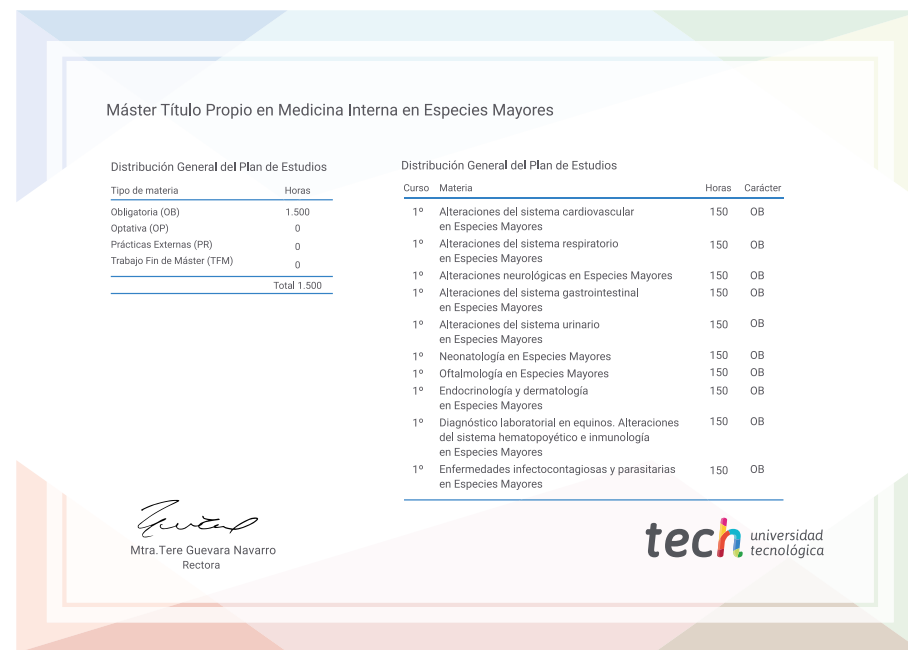 Máster Título Propio en Medicina Interna en Especies Mayores
Distribución General del Plan de Estudios
Tipo de materia Horas
Obligatoria (OB) 1.500
Optativa (OP) 0
Prácticas Externas (PR) 0
Trabajo Fin de Máster (TFM) 0
Total 1.500
Distribución General del Plan de Estudios
Curso Materia Horas Carácter
1º Alteraciones del sistema cardiovascular 150 OB
en Especies Mayores
1º Alteraciones del sistema respiratorio 150 OB
en Especies Mayores
1º Alteraciones neurológicas en Especies Mayores 150 OB
1º Alteraciones del sistema gastrointestinal 150 OB
en Especies Mayores
1º Alteraciones del sistema urinario 150 OB
en Especies Mayores
1º Neonatología en Especies Mayores 150 OB
1º Oftalmología en Especies Mayores 150 OB
1º Endocrinología y dermatología 150 OB
en Especies Mayores
1º Diagnóstico laboratorial en equinos. Alteraciones 150 OB
del sistema hematopoyético e inmunología
en Especies Mayores
1º Enfermedades infectocontagiosas y parasitarias 150 OB
en Especies Mayores
Mtra.Tere Guevara Navarro
Rectora
tech universidad
tecnológica